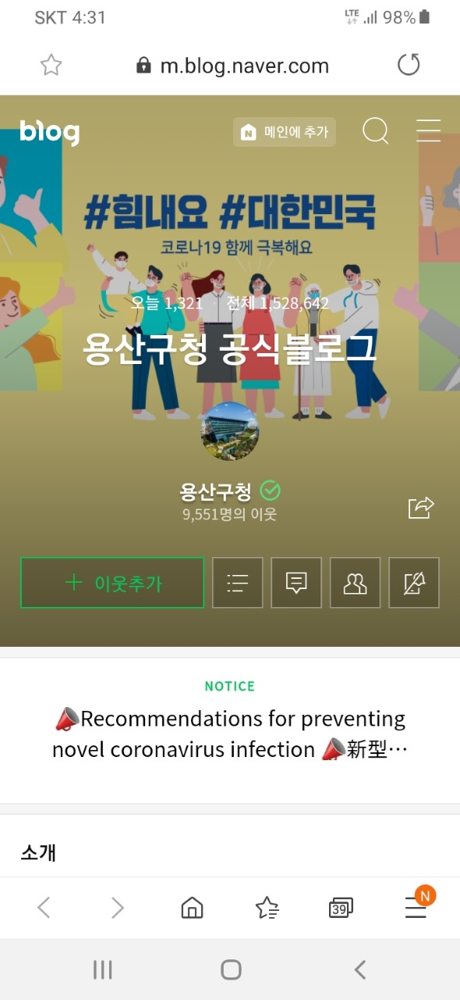 SKT 4:31
LTE 98%
m.blog.naver.com
blog
N 메인에 추가
#힘내요 #대한민국
코로나19 함께 극복해요
오늘 1,321 · 전체 1,528,642
용산구청 공식블로그
용산구청
9,551명의 이웃
+ 이웃추가
NOTICE
📣Recommendations for preventing
novel coronavirus infection 📣新型…
소개
39
N